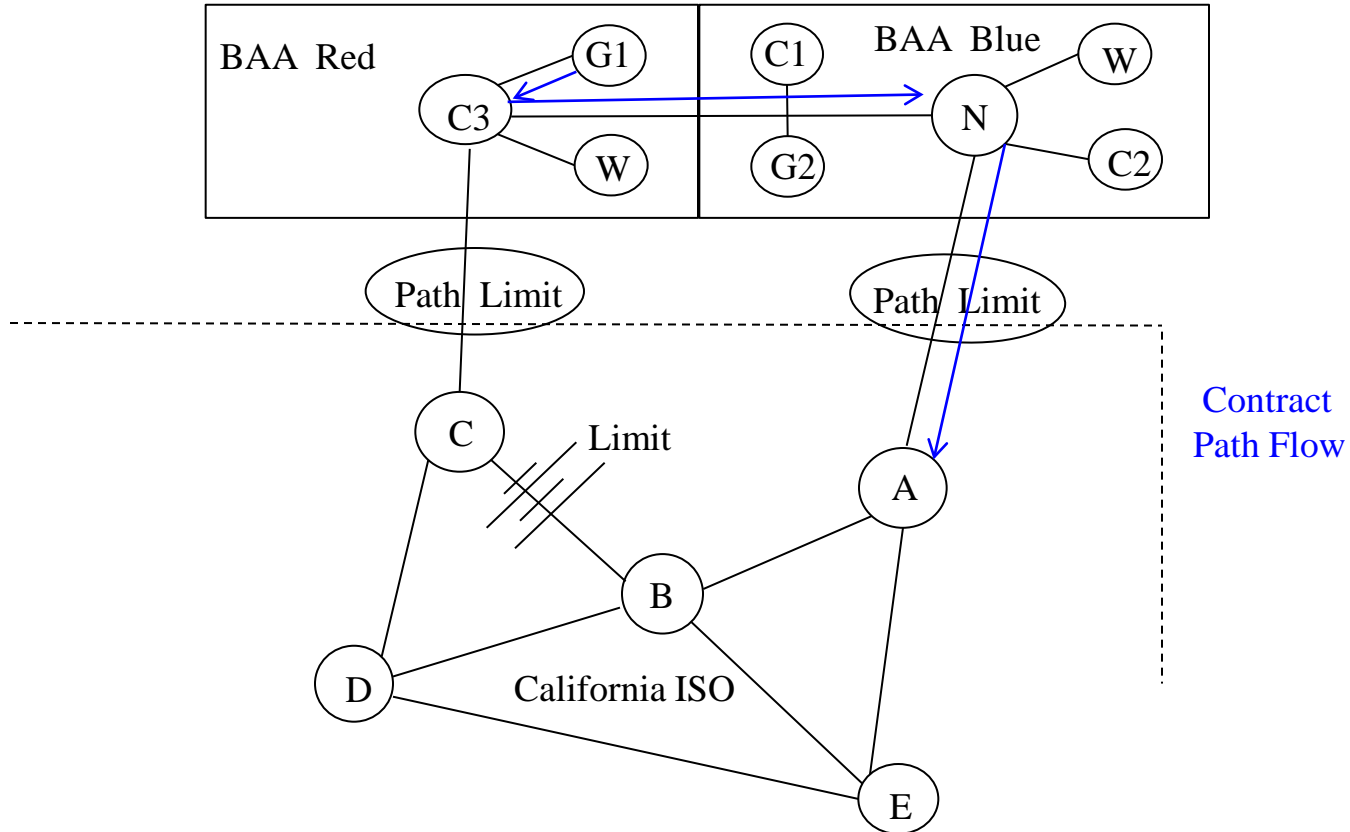 BAA Red
G1
C3
W
C1
BAA Blue
W
N
G2
C2
Path Limit
Path Limit
Contract
Path Flow
C
Limit
A
B
D
California ISO
E